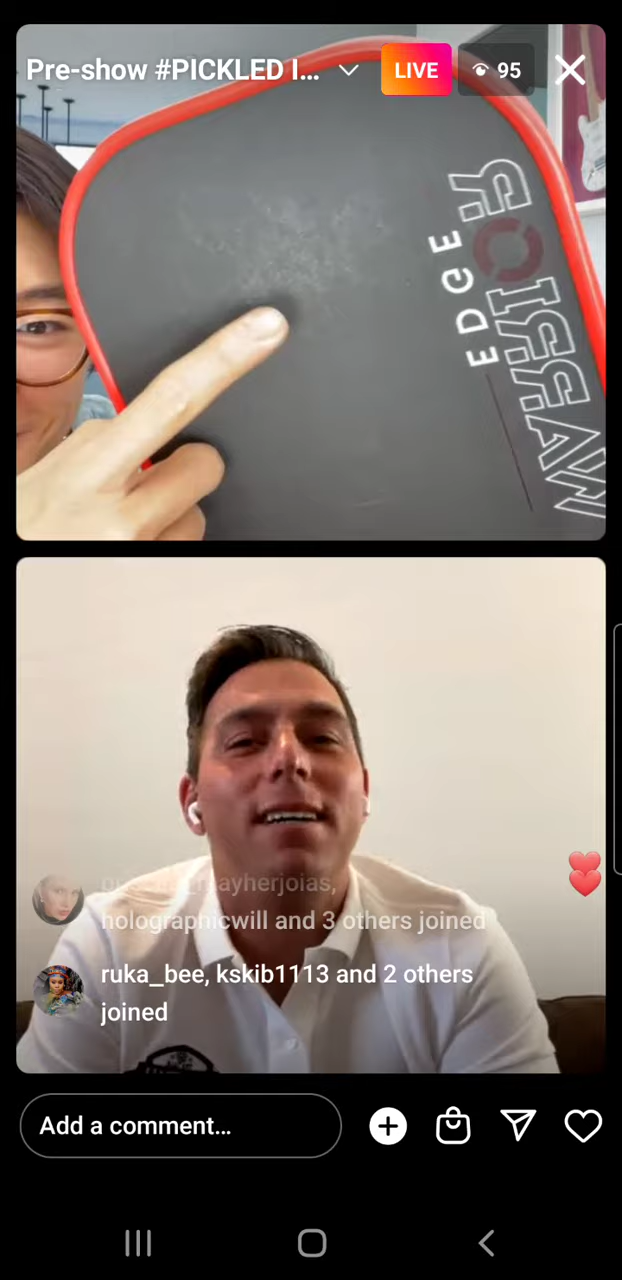 Pre-show #PICKLED I...
LIVE
95
EDGE
holographicwill and 3 others joined
ruka_bee, kskib1113 and 2 others
joined
Add a comment...